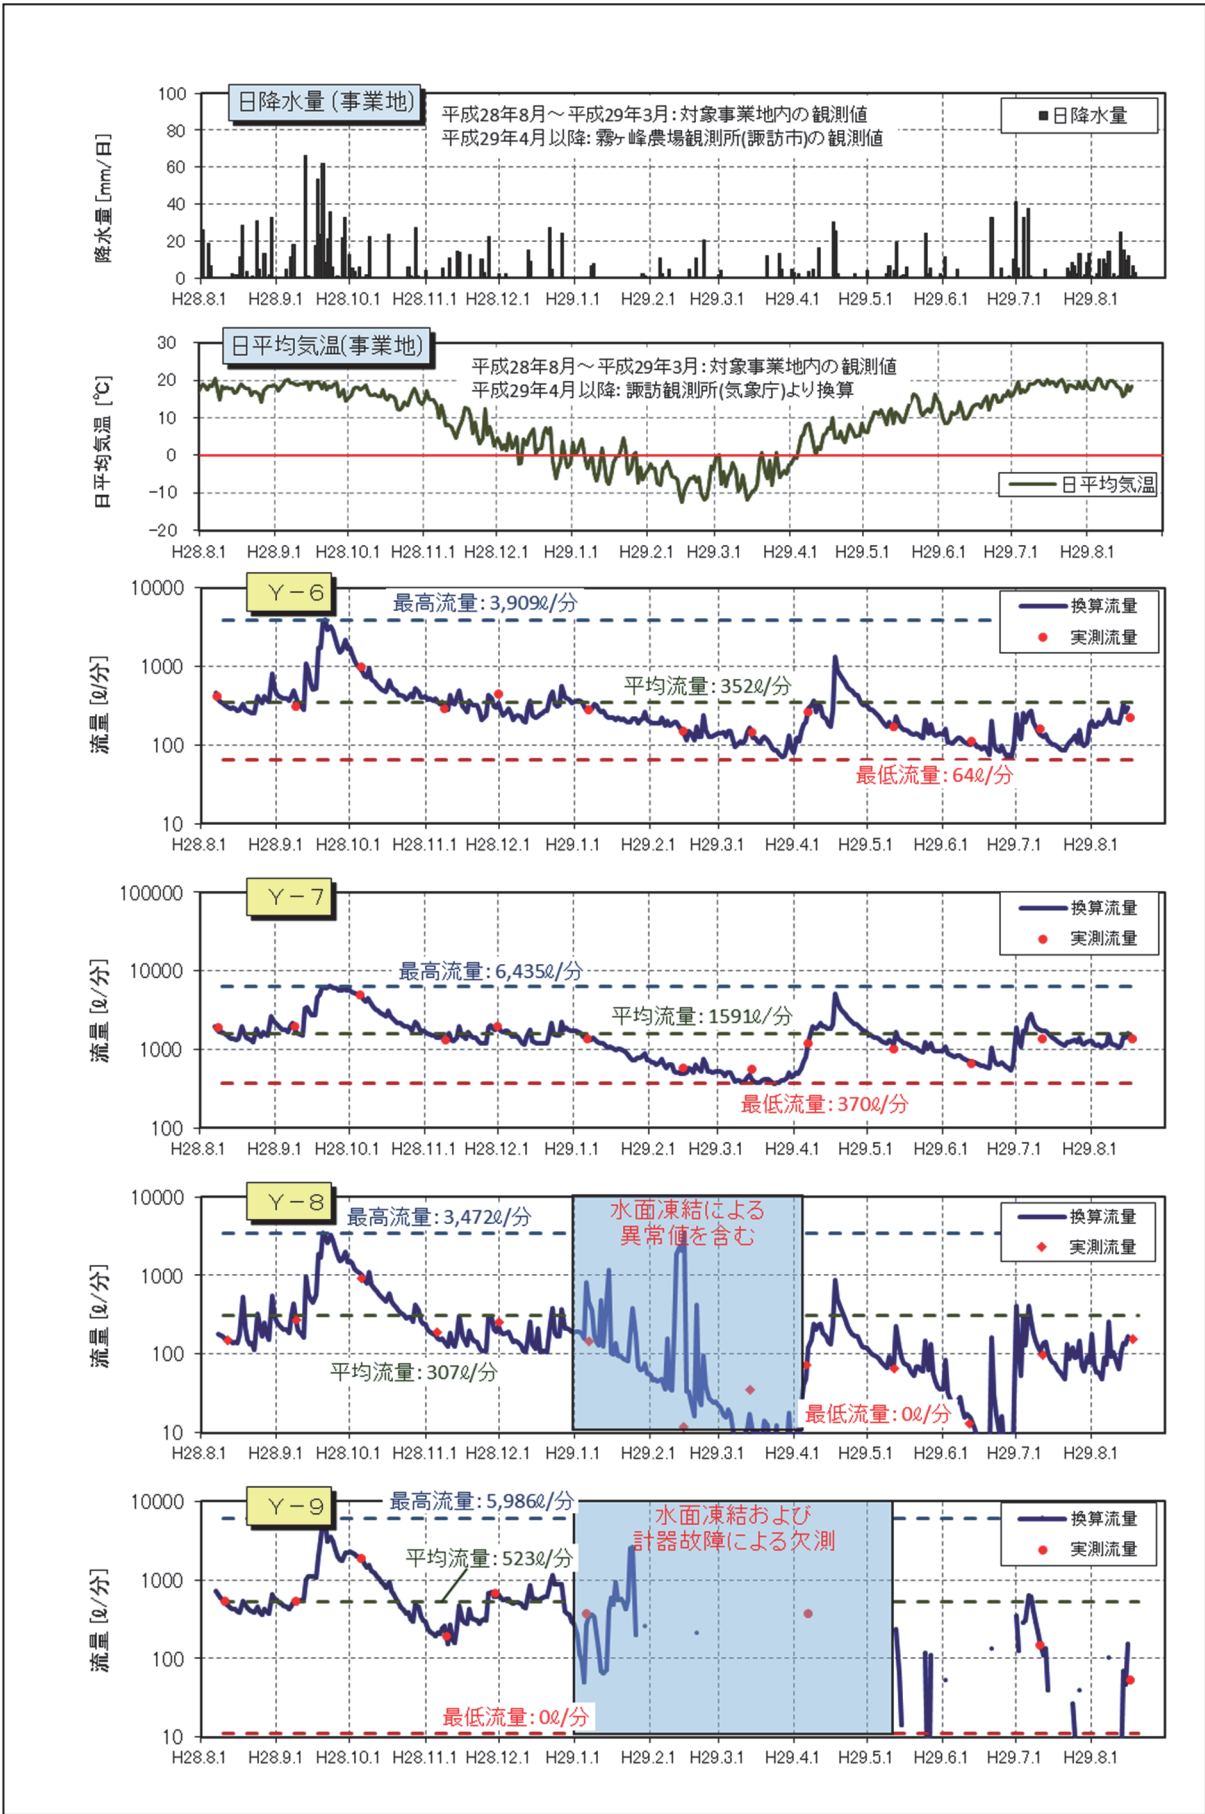 日降水量(事業地)
平成28年8月～平成29年3月:対象事業地内の観測値
平成29年4月以降:霧ヶ峰農場観測所(諏訪市)の観測値
日降水量
降水量 [mm/日]
100
80
60
40
20
0
H28.8.1 H28.9.1 H28.10.1 H28.11.1 H28.12.1 H29.1.1 H29.2.1 H29.3.1 H29.4.1 H29.5.1 H29.6.1 H29.7.1 H29.8.1
日平均気温(事業地)
平成28年8月～平成29年3月:対象事業地内の観測値
平成29年4月以降:諏訪観測所(気象庁)より換算
日平均気温
日平均気温 [℃]
30
20
10
0
-10
-20
H28.8.1 H28.9.1 H28.10.1 H28.11.1 H28.12.1 H29.1.1 H29.2.1 H29.3.1 H29.4.1 H29.5.1 H29.6.1 H29.7.1 H29.8.1
Y-6
最高流量:3,909ℓ/分
平均流量:352ℓ/分
最低流量:64ℓ/分
換算流量
実測流量
流量 [ℓ/分]
10000
1000
100
10
H28.8.1 H28.9.1 H28.10.1 H28.11.1 H28.12.1 H29.1.1 H29.2.1 H29.3.1 H29.4.1 H29.5.1 H29.6.1 H29.7.1 H29.8.1
Y-7
最高流量:6,435ℓ/分
平均流量:1591ℓ/分
最低流量:370ℓ/分
換算流量
実測流量
流量 [ℓ/分]
100000
10000
1000
100
H28.8.1 H28.9.1 H28.10.1 H28.11.1 H28.12.1 H29.1.1 H29.2.1 H29.3.1 H29.4.1 H29.5.1 H29.6.1 H29.7.1 H29.8.1
Y-8
最高流量:3,472ℓ/分
水面凍結による
異常値を含む
平均流量:307ℓ/分
最低流量:0ℓ/分
換算流量
実測流量
流量 [ℓ/分]
10000
1000
100
10
H28.8.1 H28.9.1 H28.10.1 H28.11.1 H28.12.1 H29.1.1 H29.2.1 H29.3.1 H29.4.1 H29.5.1 H29.6.1 H29.7.1 H29.8.1
Y-9
最高流量:5,986ℓ/分
水面凍結および
計器故障による欠測
平均流量:523ℓ/分
最低流量:0ℓ/分
換算流量
実測流量
流量 [ℓ/分]
10000
1000
100
10
H28.8.1 H28.9.1 H28.10.1 H28.11.1 H28.12.1 H29.1.1 H29.2.1 H29.3.1 H29.4.1 H29.5.1 H29.6.1 H29.7.1 H29.8.1